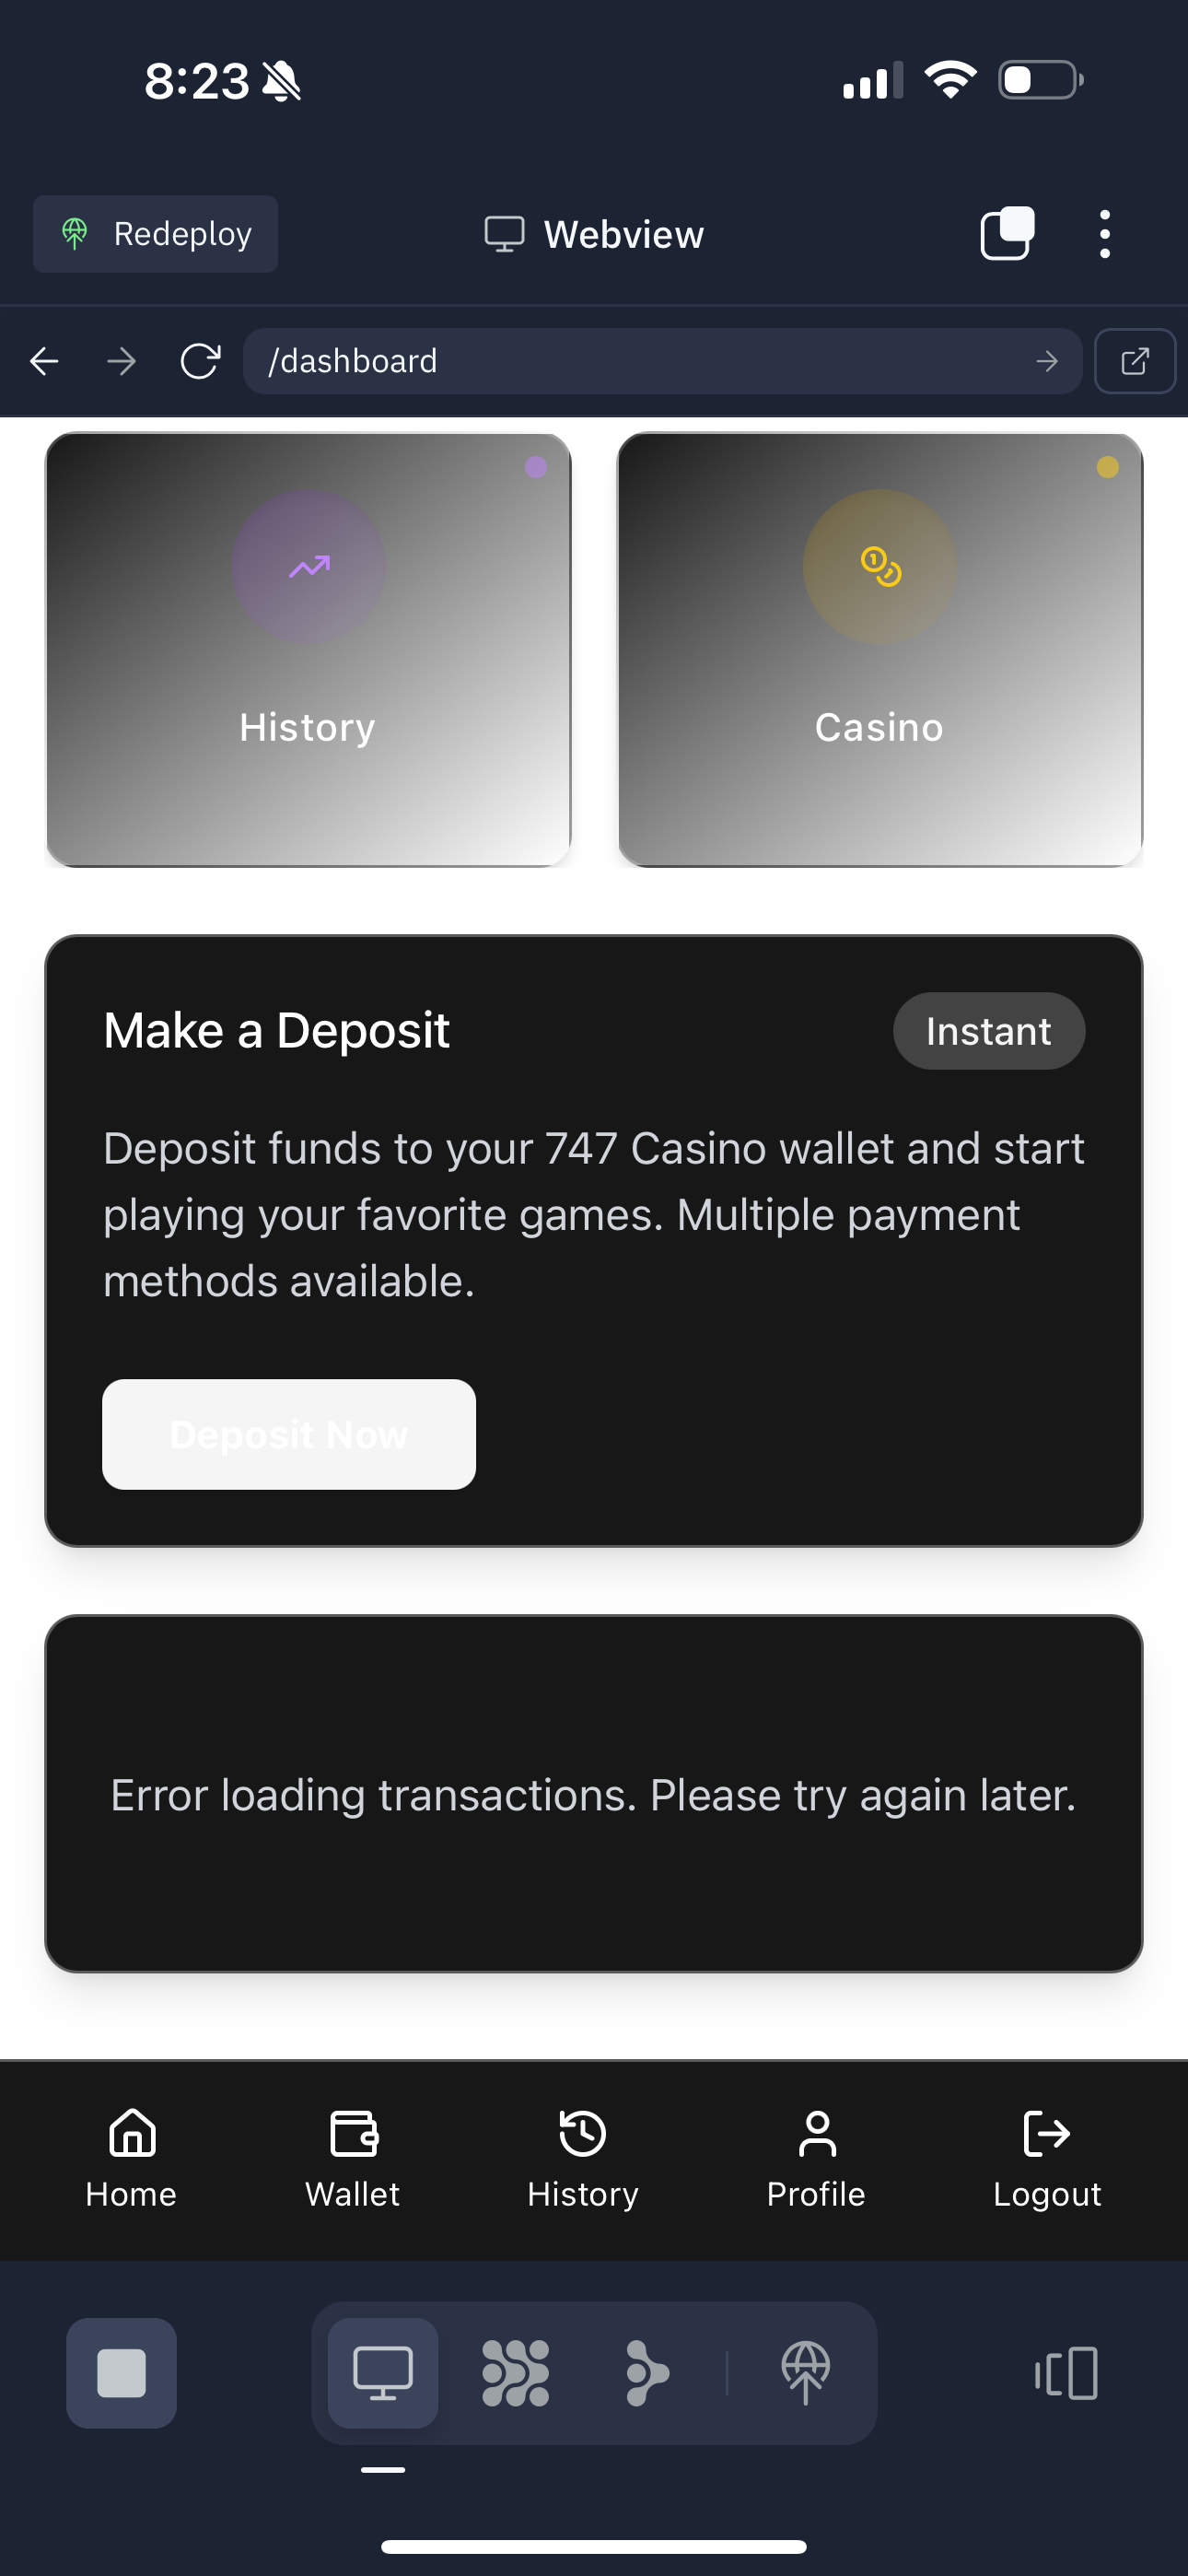 8:23
Redeploy
Webview
/dashboard
History
Casino
Make a Deposit
Instant
Deposit funds to your 747 Casino wallet and start
playing your favorite games. Multiple payment
methods available.
Deposit Now
Error loading transactions. Please try again later.
Home
Wallet
History
Profile
Logout